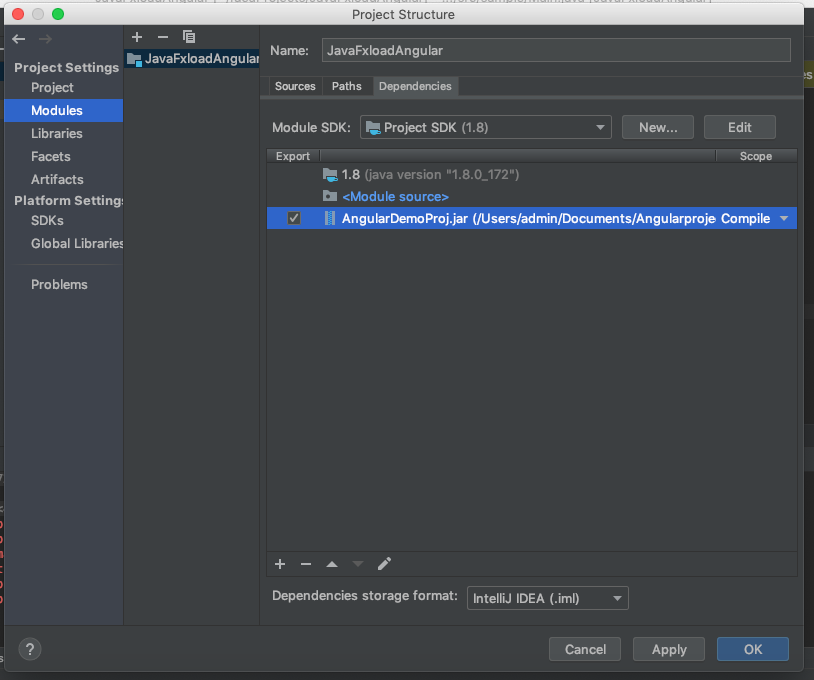 Project Structure
Project Settings
Project
Modules
Libraries
Facets
Artifacts
Platform Setting
SDKs
Global Libraries
Problems
JavaFxloadAngular
Name: JavaFxloadAngular
Sources Paths Dependencies
Module SDK: Project SDK (1.8) New... Edit
Export Scope
1.8 (java version "1.8.0_172")
<Module source>
AngularDemoProj.jar (/Users/admin/Documents/Angularproje Compile
Dependencies storage format: IntelliJ IDEA (.iml)
? Cancel Apply OK